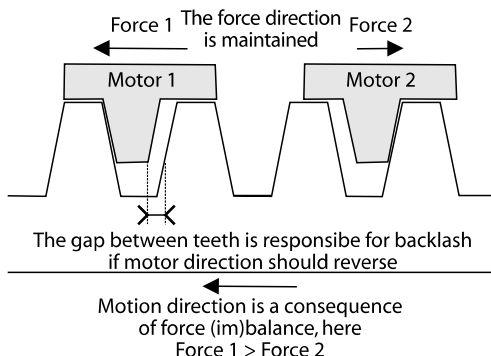 Force 1
The force direction
is maintained
Force 2
Motor 1
Motor 2
The gap between teeth is responsibe for backlash
if motor direction should reverse
Motion direction is a consequence
of force (im)balance, here
Force 1 > Force 2